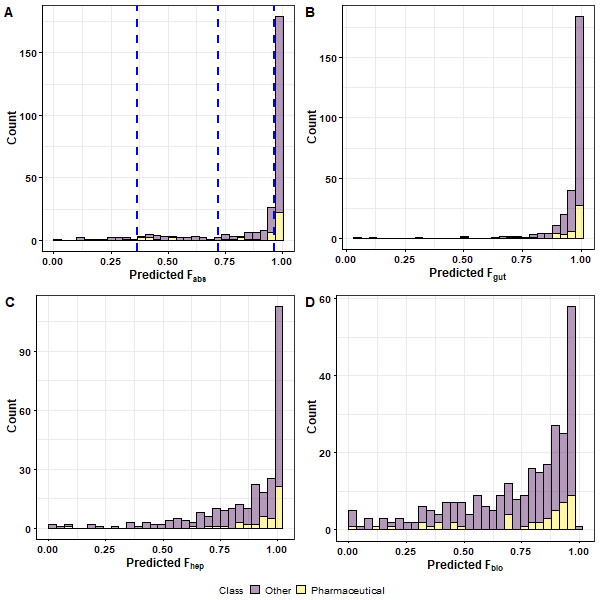 A
B
Count
150
100
50
0
0.00 0.25 0.50 0.75 1.00
Predicted Fabs
Count
150
100
50
0
0.00 0.25 0.50 0.75 1.00
Predicted Fgut
C
D
Count
90
60
30
0
0.00 0.25 0.50 0.75 1.00
Predicted Fhep
Count
60
40
20
0
0.00 0.25 0.50 0.75 1.00
Predicted Fbio
Class Other Pharmaceutical